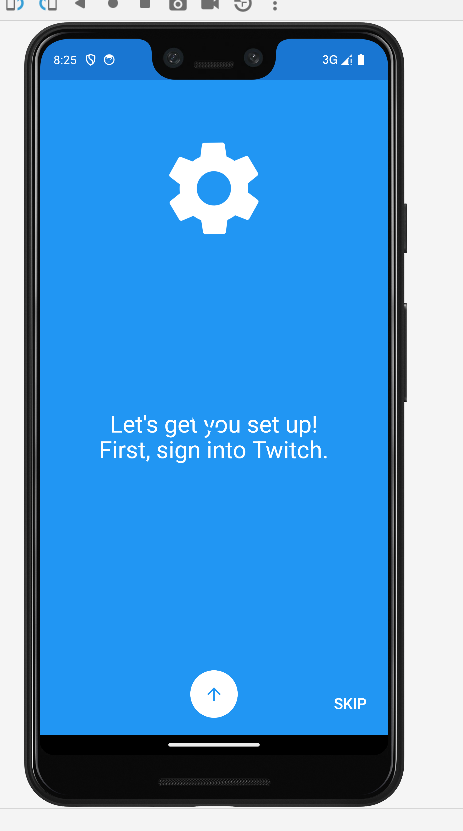 8:25
3G
Let's get you set up!
First, sign into Twitch.
SKIP